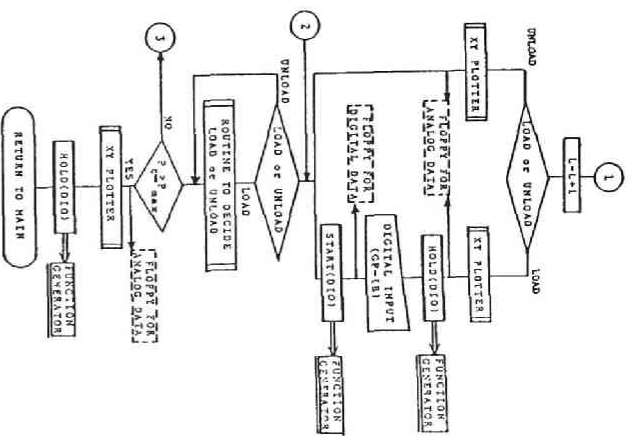 1
L=L+1
LOAD or UNLOAD
UNLOAD
LOAD
XY PLOTTER
XY PLOTTER
FLOPPY FOR
ANALOG DATA
HOLD(DIO)
FUNCTION
GENERATOR
DIGITAL INPUT
(GP-IB)
FLOPPY FOR
DIGITAL DATA
START(DIO)
FUNCTION
GENERATOR
2
LOAD or UNLOAD
UNLOAD
LOAD
ROUTINE TO DECIDE
LOAD or UNLOAD
3
NO
YES
FLOPPY FOR
ANALOG DATA
XY PLOTTER
HOLD(DIO)
FUNCTION
GENERATOR
RETURN TO MAIN